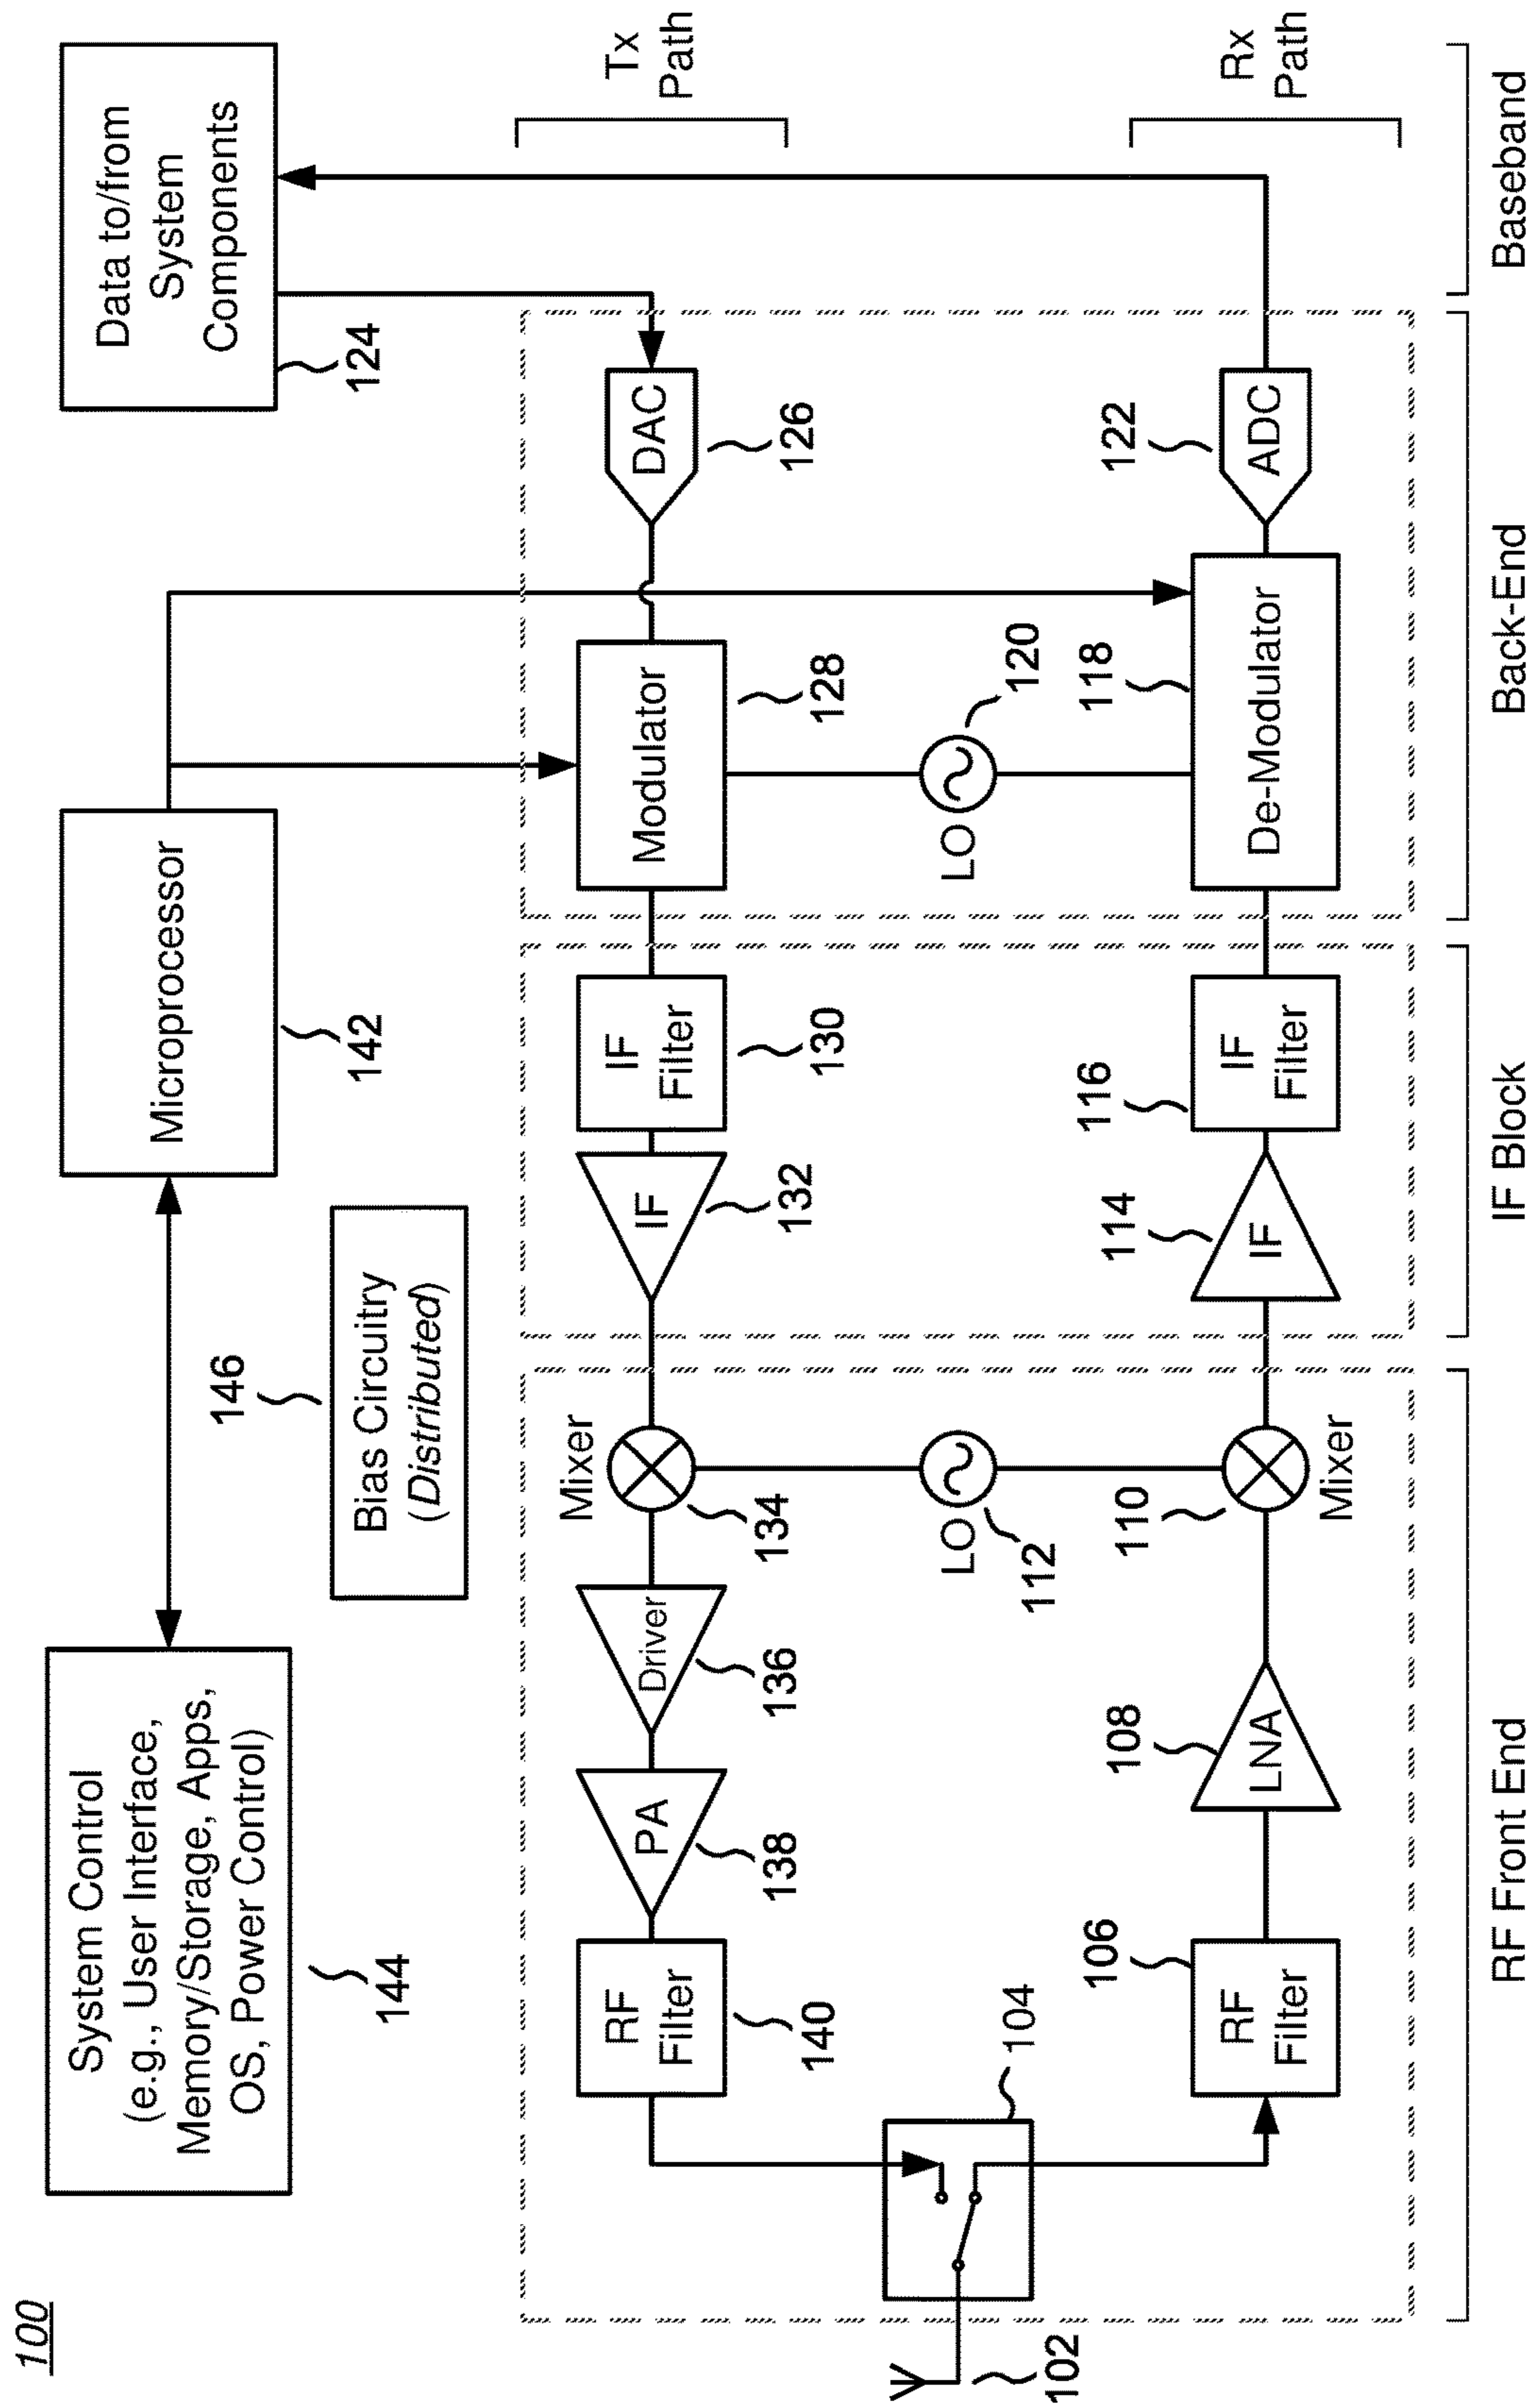 100
System Control
(e.g., User Interface,
Memory/Storage, Apps,
OS, Power Control)
144
Microprocessor
142
Data to/from
System
Components
124
146
Bias Circuitry
(Distributed)
Tx
Path
RF
Filter
140
PA
138
Driver
136
Mixer
134
IF
132
IF
Filter
130
Modulator
128
DAC
126
102
104
LO
112
LO
120
Rx
Path
106
RF
Filter
108
LNA
110
Mixer
114
IF
116
IF
Filter
118
De-Modulator
122
ADC
RF Front End
IF Block
Back-End
Baseband